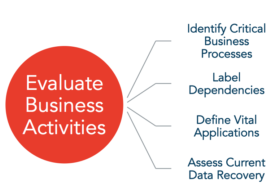 Evaluate
Business
Activities
Identify Critical
Business
Processes
Label
Dependencies
Define Vital
Applications
Assess Current
Data Recovery